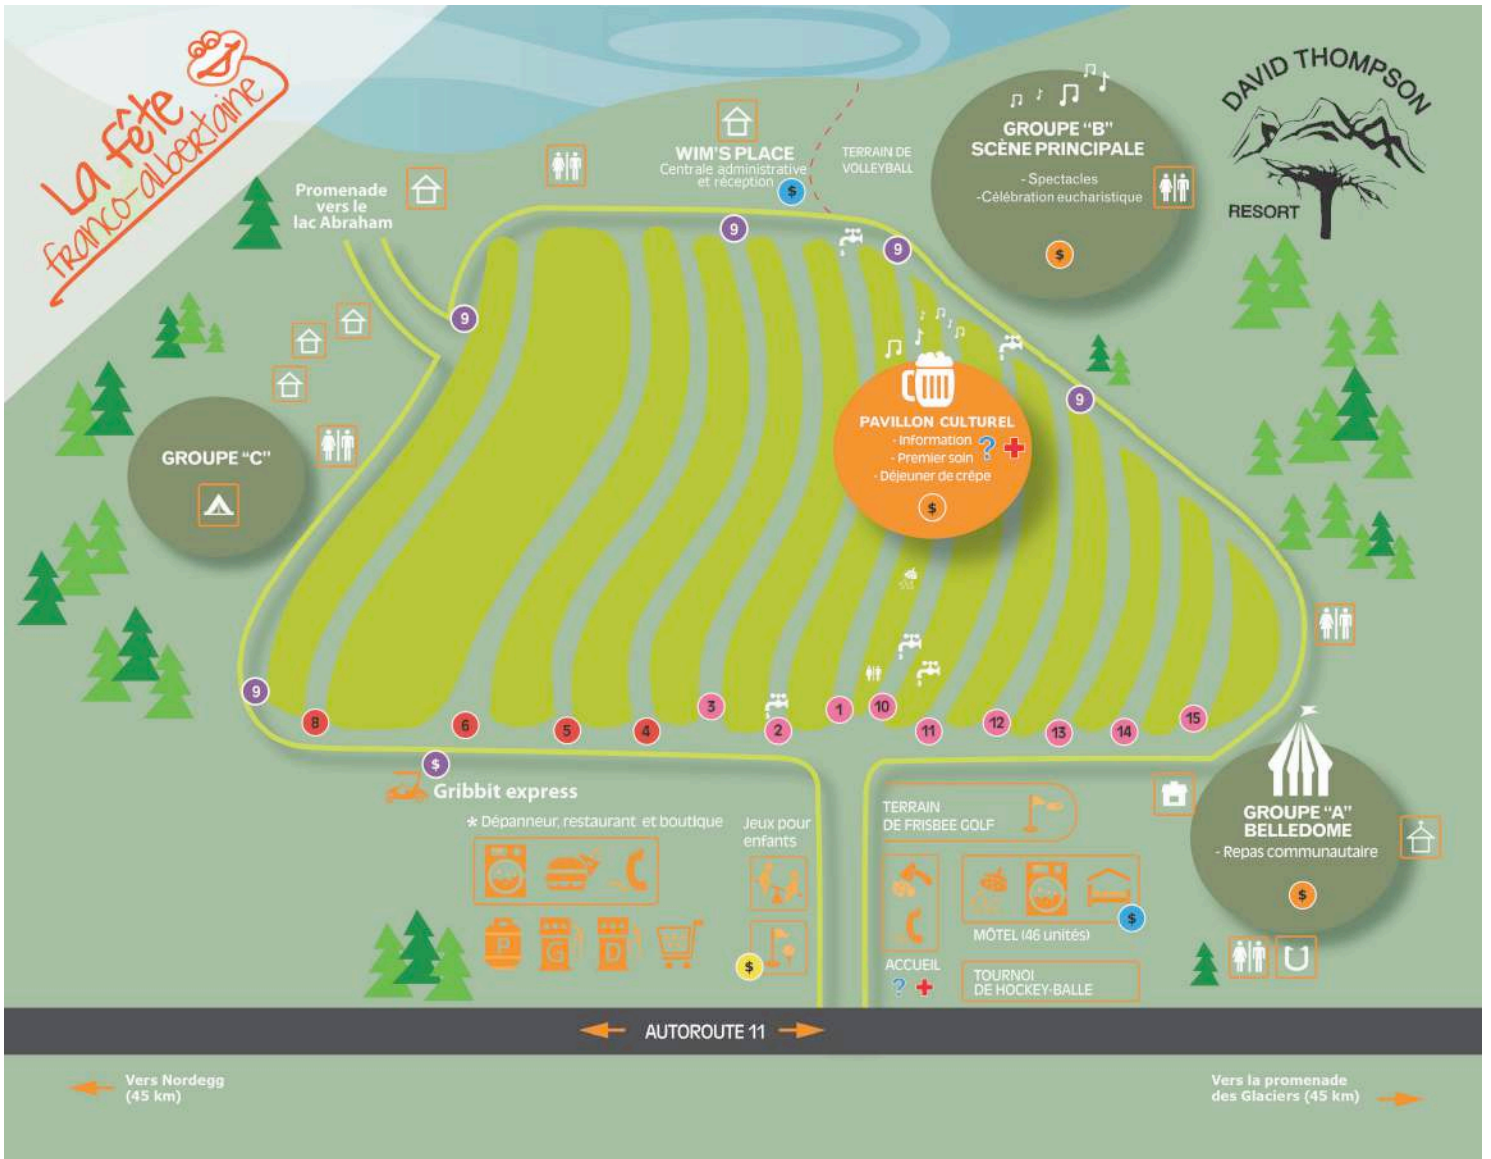 La fête
franco-albertaine
DAVID THOMPSON
RESORT
GROUPE "B"
SCÈNE PRINCIPALE
- Spectacles
-Célébration eucharistique
$
WIM'S PLACE
Centrale administrative
et réception
$
TERRAIN DE
VOLLEYBALL
Promenade
vers le
lac Abraham
9
9
9
9
PAVILLON CULTUREL
- Information
?
- Premier soin
- Déjeuner de crêpe
$
GROUPE "C"
9
8
6
5
4
3
2
1
10
11
12
13
14
15
$
Gribbit express
* Dépanneur, restaurant et boutique
Jeux pour
enfants
P
G
D
$
TERRAIN
DE FRISBEE GOLF
MÔTEL (46 unités)
$
ACCUEIL
?
TOURNOI
DE HOCKEY-BALLE
GROUPE "A"
BELLEDOME
- Repas communautaire
$
AUTOROUTE 11
Vers Nordegg
(45 km)
Vers la promenade
des Glaciers (45 km)